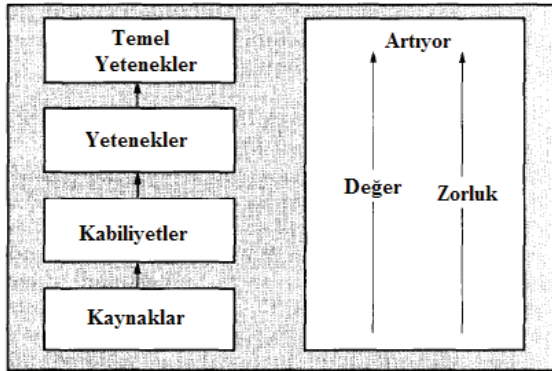 Temel
Yetenekler
Yetenekler
Kabiliyetler
Kaynaklar
Artıyor
Değer
Zorluk